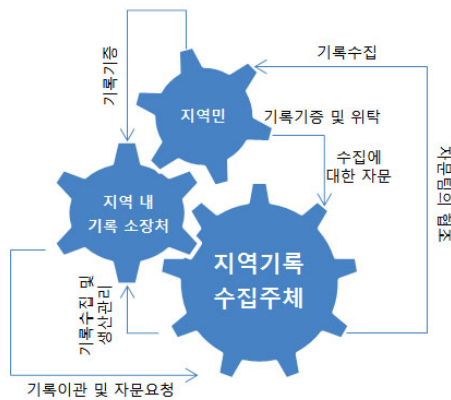 기록수집
기록기증
지역민
기록기증 및 위탁
수집에
대한 자문
자문팀의 협조
지역 내
기록 소장처
지역기록
수집주체
기록수집 및
생산관리
기록이관 및 자문요청